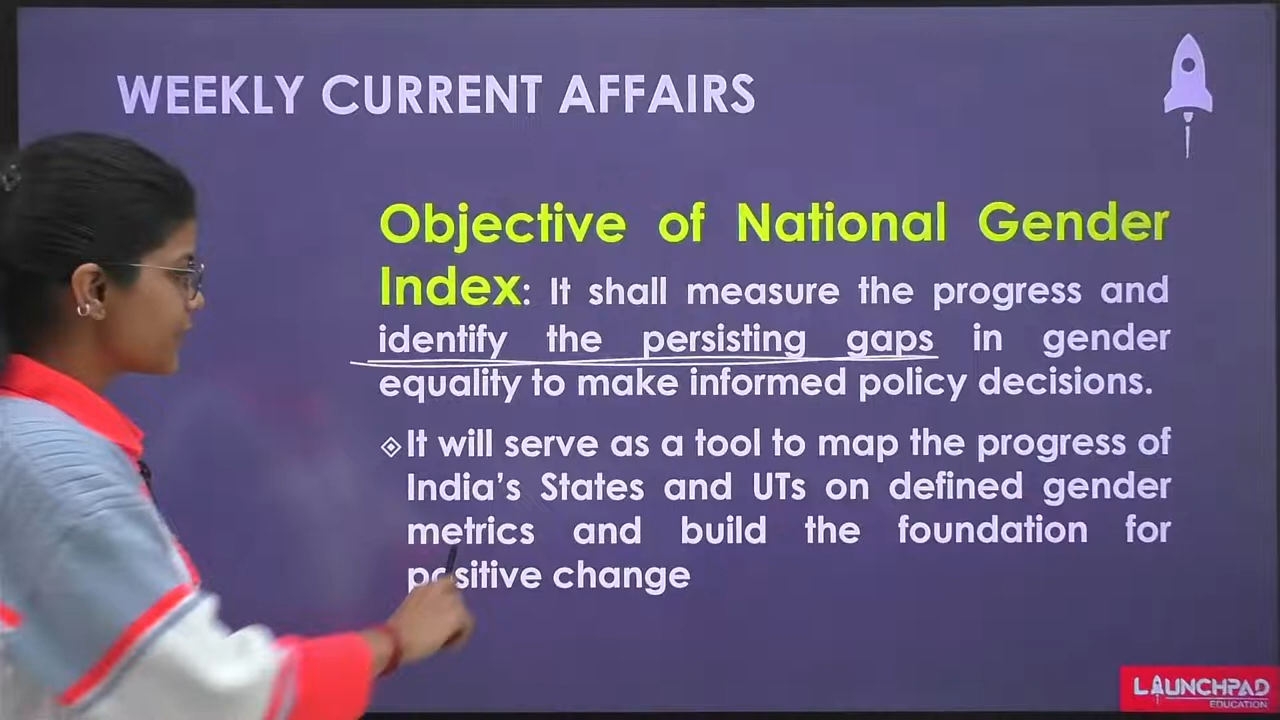 WEEKLY CURRENT AFFAIRS
Objective of National Gender
Index: It shall measure the progress and
identify the persisting gaps in gender
equality to make informed policy decisions.
It will serve as a tool to map the progress of
India's States and UTs on defined gender
metrics and build the foundation for
positive change
LAUNCHPAD
EDUCATION